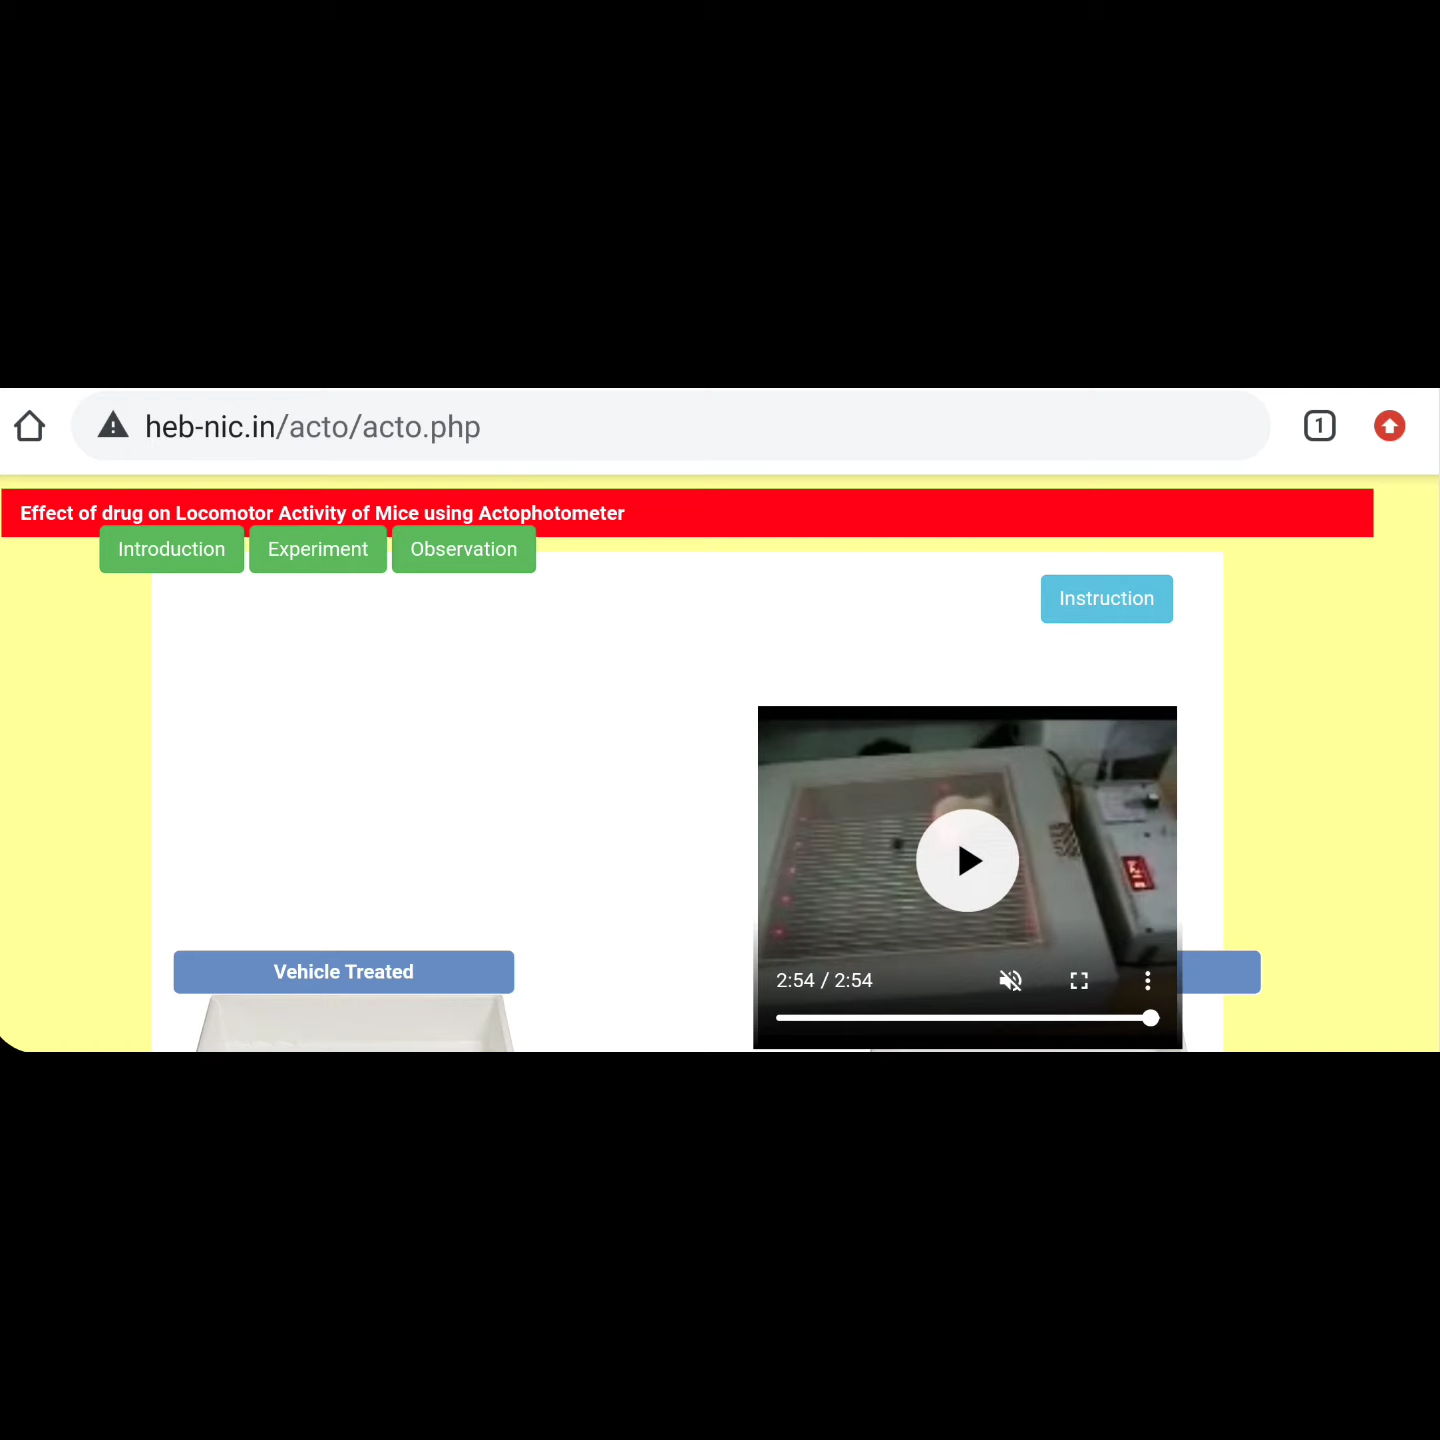 heb-nic.in/acto/acto.php
1
Effect of drug on Locomotor Activity of Mice using Actophotometer
Introduction Experiment Observation
Instruction
Vehicle Treated
2:54 / 2:54